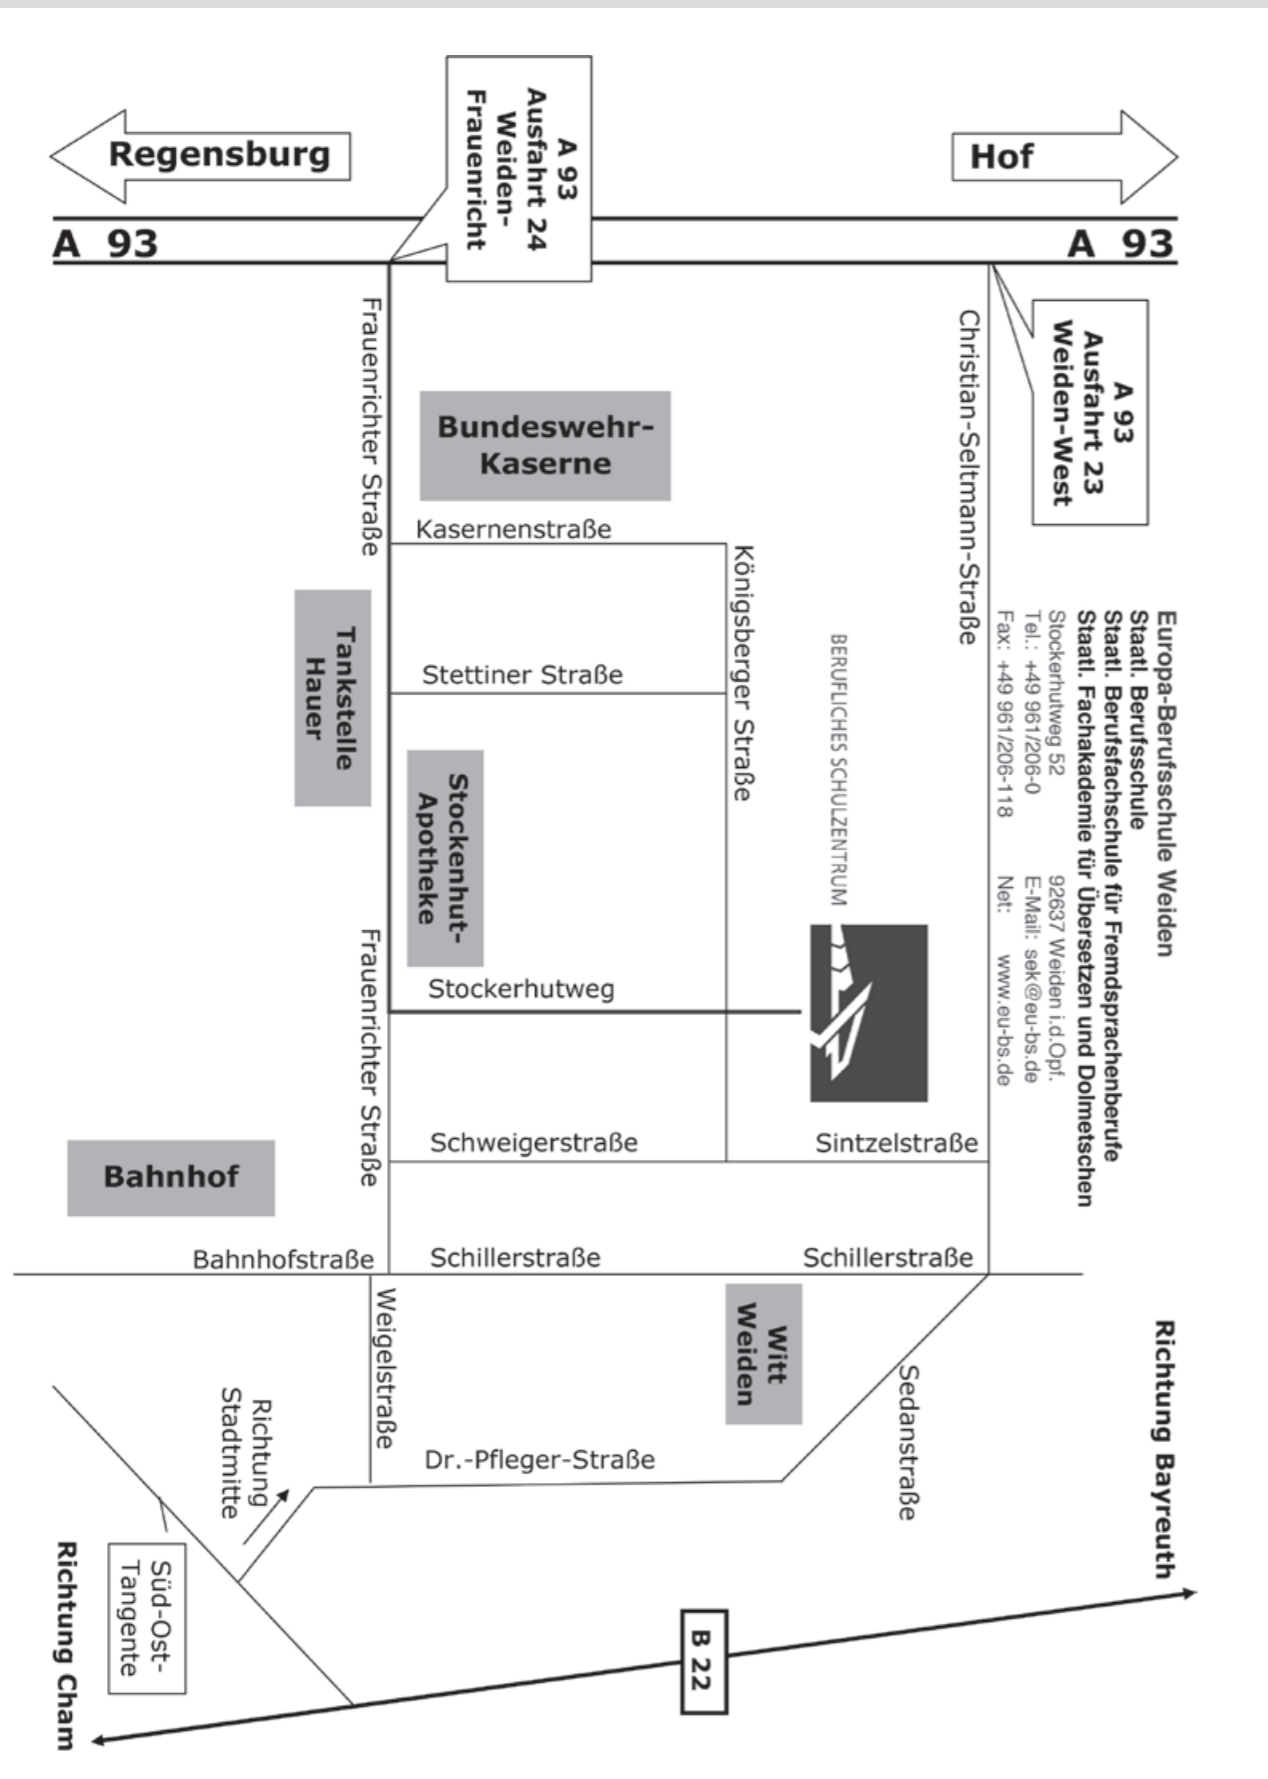 Regensburg
Hof
A 93
Ausfahrt 24
Weiden-
Frauenricht
A 93
A 93
A 93
Ausfahrt 23
Weiden-West
Frauenrichter Straße
Christian-Seltmann-Straße
Bundeswehr-
Kaserne
Kasernenstraße
Königsberger Straße
Tankstelle
Hauer
Stettiner Straße
Stockenhut-
Apotheke
BERUFLICHES SCHULZENTRUM
Europa-Berufsschule Weiden
Staatl. Berufsschule
Staatl. Berufsfachschule für Fremdsprachenberufe
Staatl. Fachakademie für Übersetzen und Dolmetschen
Stockerhutweg 52 92637 Weiden i.d.Opf.
Tel.: +49 961/206-0 E-Mail: sek@eu-bs.de
Fax: +49 961/206-118 Net: www.eu-bs.de
Stockerhutweg
Frauenrichter Straße
Schweigerstraße
Sintzelstraße
Bahnhof
Bahnhofstraße
Schillerstraße
Schillerstraße
Weigelstraße
Witt
Weiden
Sedanstraße
Richtung Bayreuth
Richtung
Stadtmitte
Dr.-Pfleger-Straße
Süd-Ost-
Tangente
Richtung Cham
B 22